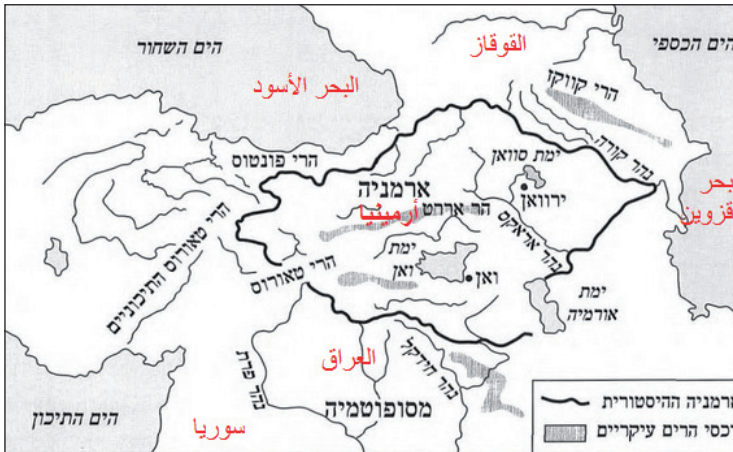 הים השחור
القوقاز
הים הכספי
البحر الأسود
הרי קווקז
נהר קורה
הרי פונטוס
ימת סוואן
ירוואן
بحر
قزوين
ארמניה
הר אררט
أرمينيا
נהר אראקס
הרי טאורוס התיכוניים
הרי טאורוס
ימת
ואן
ואן
ימת
אורמיה
العراق
נהר חידקל
נהר פרת
מסופוטמיה
سوريا
הים התיכון
ארמניה ההיסטורית
רכסי הרים עיקריים